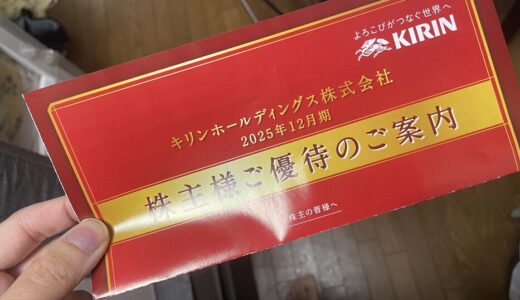 よろこびがつなぐ世界へ
KIRIN
キリンホールディングス株式会社
2025年12月期
株主様ご優待のご案内
株主の皆様へ